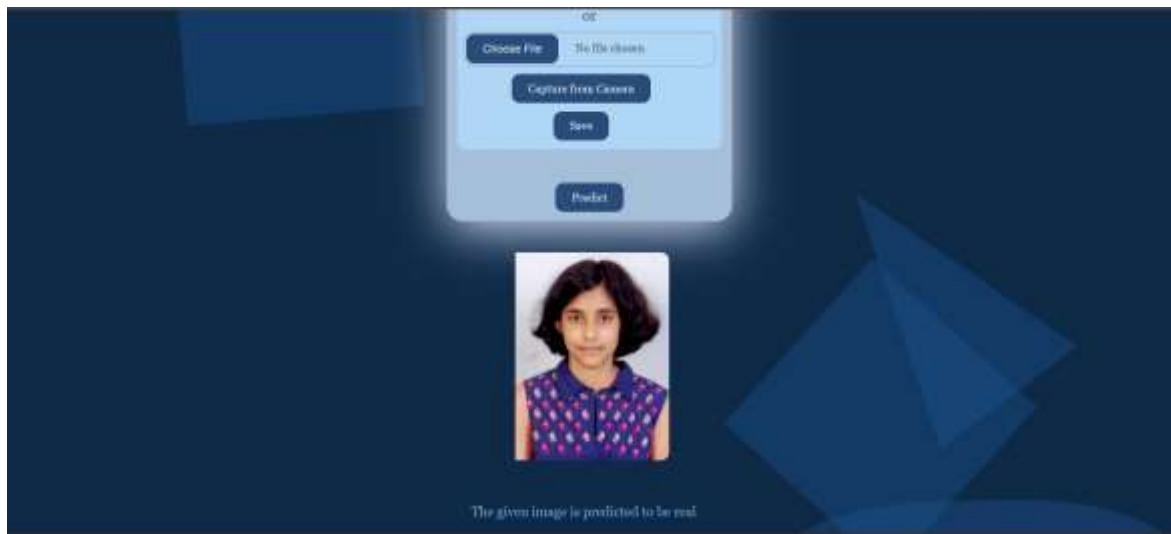 or
Choose File No file chosen
Capture from Camera
Save
Predict
The given image is predicted to be real